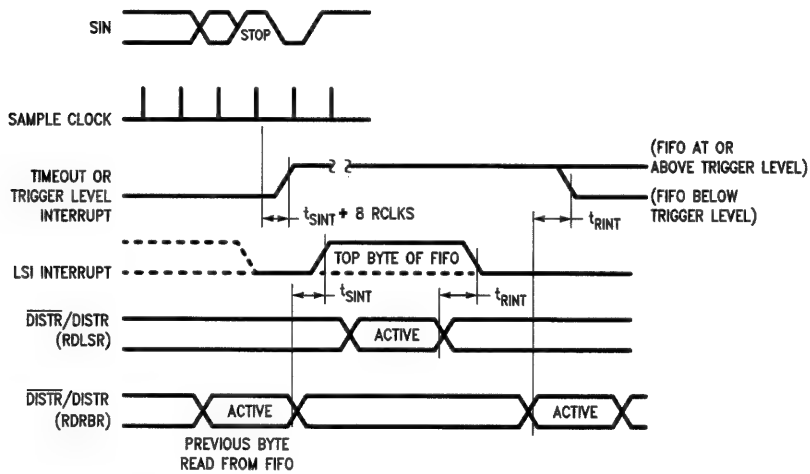 SIN
STOP
SAMPLE CLOCK
TIMEOUT OR
TRIGGER LEVEL
INTERRUPT
(FIFO AT OR
ABOVE TRIGGER LEVEL)
(FIFO BELOW
TRIGGER LEVEL)
tSINT + 8 RCLKS
tRINT
LSI INTERRUPT
TOP BYTE OF FIFO
tSINT
tRINT
DISTR/DISTR
(RDLSR)
ACTIVE
DISTR/DISTR
(RDRBR)
ACTIVE
ACTIVE
PREVIOUS BYTE
READ FROM FIFO